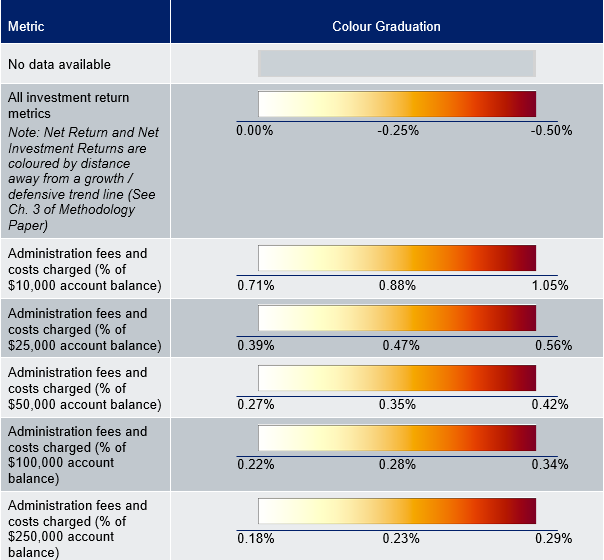 Metric
Colour Graduation
No data available
All investment return
metrics
Note: Net Return and Net
Investment Returns are
coloured by distance
away from a growth /
defensive trend line (See
Ch. 3 of Methodology
Paper)
0.00% -0.25% -0.50%
Administration fees and
costs charged (% of
$10,000 account balance)
0.71% 0.88% 1.05%
Administration fees and
costs charged (% of
$25,000 account balance)
0.39% 0.47% 0.56%
Administration fees and
costs charged (% of
$50,000 account balance)
0.27% 0.35% 0.42%
Administration fees and
costs charged (% of
$100,000 account
balance)
0.22% 0.28% 0.34%
Administration fees and
costs charged (% of
$250,000 account
balance)
0.18% 0.23% 0.29%